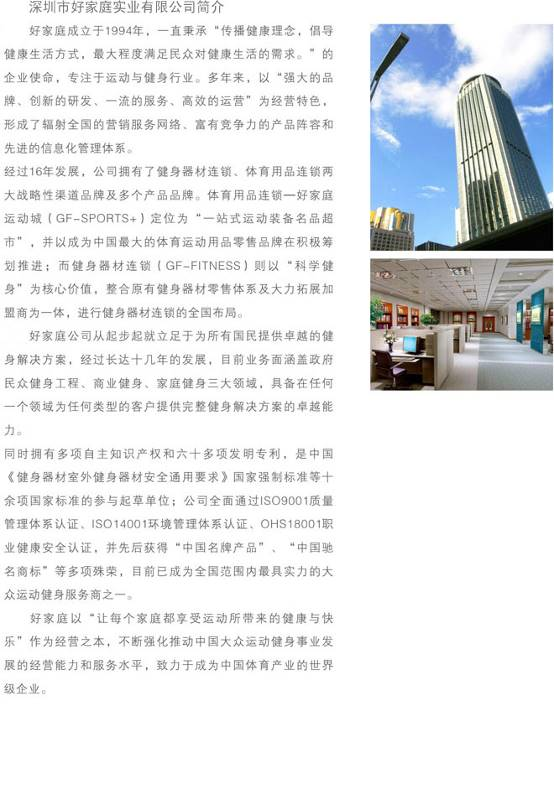 深圳市好家庭实业有限公司简介
好家庭成立于1994年，一直秉承“传播健康理念，倡导
健康生活方式，最大程度满足民众对健康生活的需求。”的
企业使命，专注于运动与健身行业。多年来，以“强大的品
牌、创新的研发、一流的服务、高效的运营”为经营特色，
形成了辐射全国的营销服务网络、富有竞争力的产品阵容和
先进的信息化管理体系。
经过16年发展，公司拥有了健身器材连锁、体育用品连锁两
大战略性渠道品牌及多个产品品牌。体育用品连锁—好家庭
运动城（GF-SPORTS+）定位为“一站式运动装备名品超
市”，并以成为中国最大的体育运动用品零售品牌在积极筹
划推进；而健身器材连锁（GF-FITNESS）则以“科学健
身”为核心价值，整合原有健身器材零售体系及大力拓展加
盟商为一体，进行健身器材连锁的全国布局。
好家庭公司从起步起就立足于为所有国民提供卓越的健
身解决方案，经过长达十几年的发展，目前业务面涵盖政府
民众健身工程、商业健身、家庭健身三大领域，具备在任何
一个领域为任何类型的客户提供完整健身解决方案的卓越能
力。
同时拥有多项自主知识产权和六十多项发明专利，是中国
《健身器材室外健身器材安全通用要求》国家强制标准等十
余项国家标准的参与起草单位；公司全面通过ISO9001质量
管理体系认证、ISO14001环境管理体系认证、OHS18001职
业健康安全认证，并先后获得“中国名牌产品”、“中国驰
名商标”等多项殊荣，目前已成为全国范围内最具实力的大
众运动健身服务商之一。
好家庭以“让每个家庭都享受运动所带来的健康与快
乐”作为经营之本，不断强化推动中国大众运动健身事业发
展的经营能力和服务水平，致力于成为中国体育产业的世界
级企业。